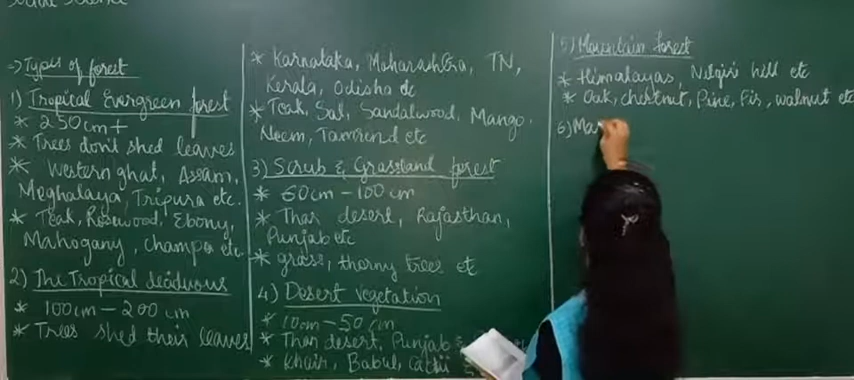 Social Science
→ Types of forest
1) Tropical Evergreen forest
* 250cm+
* Trees don't shed leaves
* Western ghat, Assam,
Meghalaya, Tripura etc.
* Teak, Rosewood, Ebony,
Mahogany, champa etc
2) The Tropical deciduous
* 100cm - 200 cm
* Trees shed their leaves
* Karnataka, Maharashtra, TN,
Kerala, Odisha etc
* Teak, Sal, Sandalwood, Mango.
Neem, Tamrind etc
3) Scrub & Grassland forest
* 60cm - 100 cm
* Thar desert, Rajasthan,
Punjab etc
* grass, thorny trees etc
4) Desert Vegetation
* 10cm - 50 cm
* Thar desert, Punjab &
* Khair, Babul,
5) Mountain forest
* Himalayas, Nilgiri hill etc
* Oak, chestnut, Pine, Fir, walnut etc
6) Ma